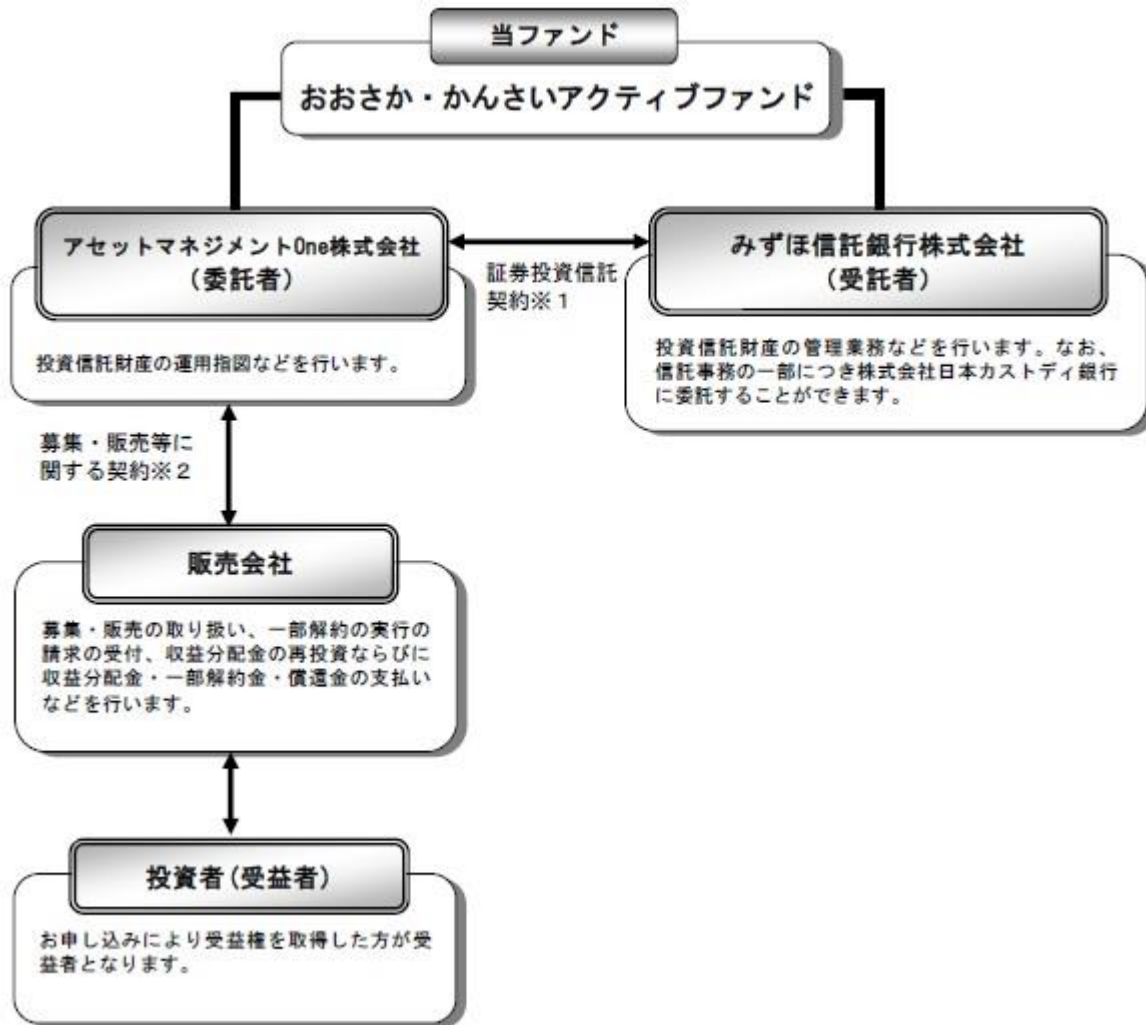 当ファンド
おおさか・かんさいアクティブファンド
アセットマネジメントOne株式会社
(委託者)
投資信託財産の運用指図などを行います。
証券投資信託
契約※1
みずほ信託銀行株式会社
(受託者)
投資信託財産の管理業務などを行います。なお、
信託事務の一部につき株式会社日本カストディ銀行
に委託することができます。
募集・販売等に
関する契約※2
販売会社
募集・販売の取り扱い、一部解約の実行の
請求の受付、収益分配金の再投資ならびに
収益分配金・一部解約金・償還金の支払い
などを行います。
投資者(受益者)
お申し込みにより受益権を取得した方が受
益者となります。